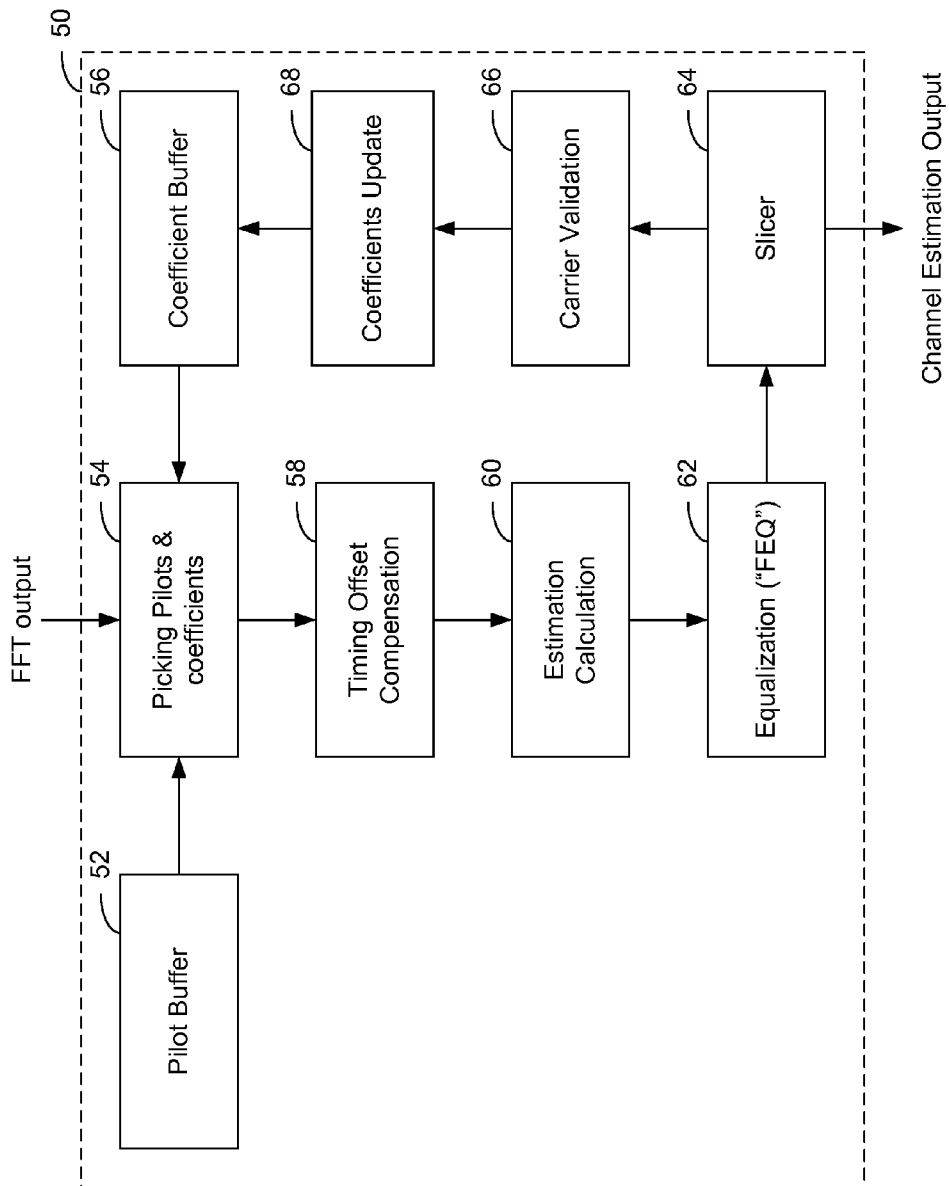 50
FFT output
52
Pilot Buffer
54
Picking Pilots &
coefficients
56
Coefficient Buffer
58
Timing Offset
Compensation
68
Coefficients Update
60
Estimation
Calculation
66
Carrier Validation
62
Equalization (“FEQ”)
64
Slicer
Channel Estimation Output